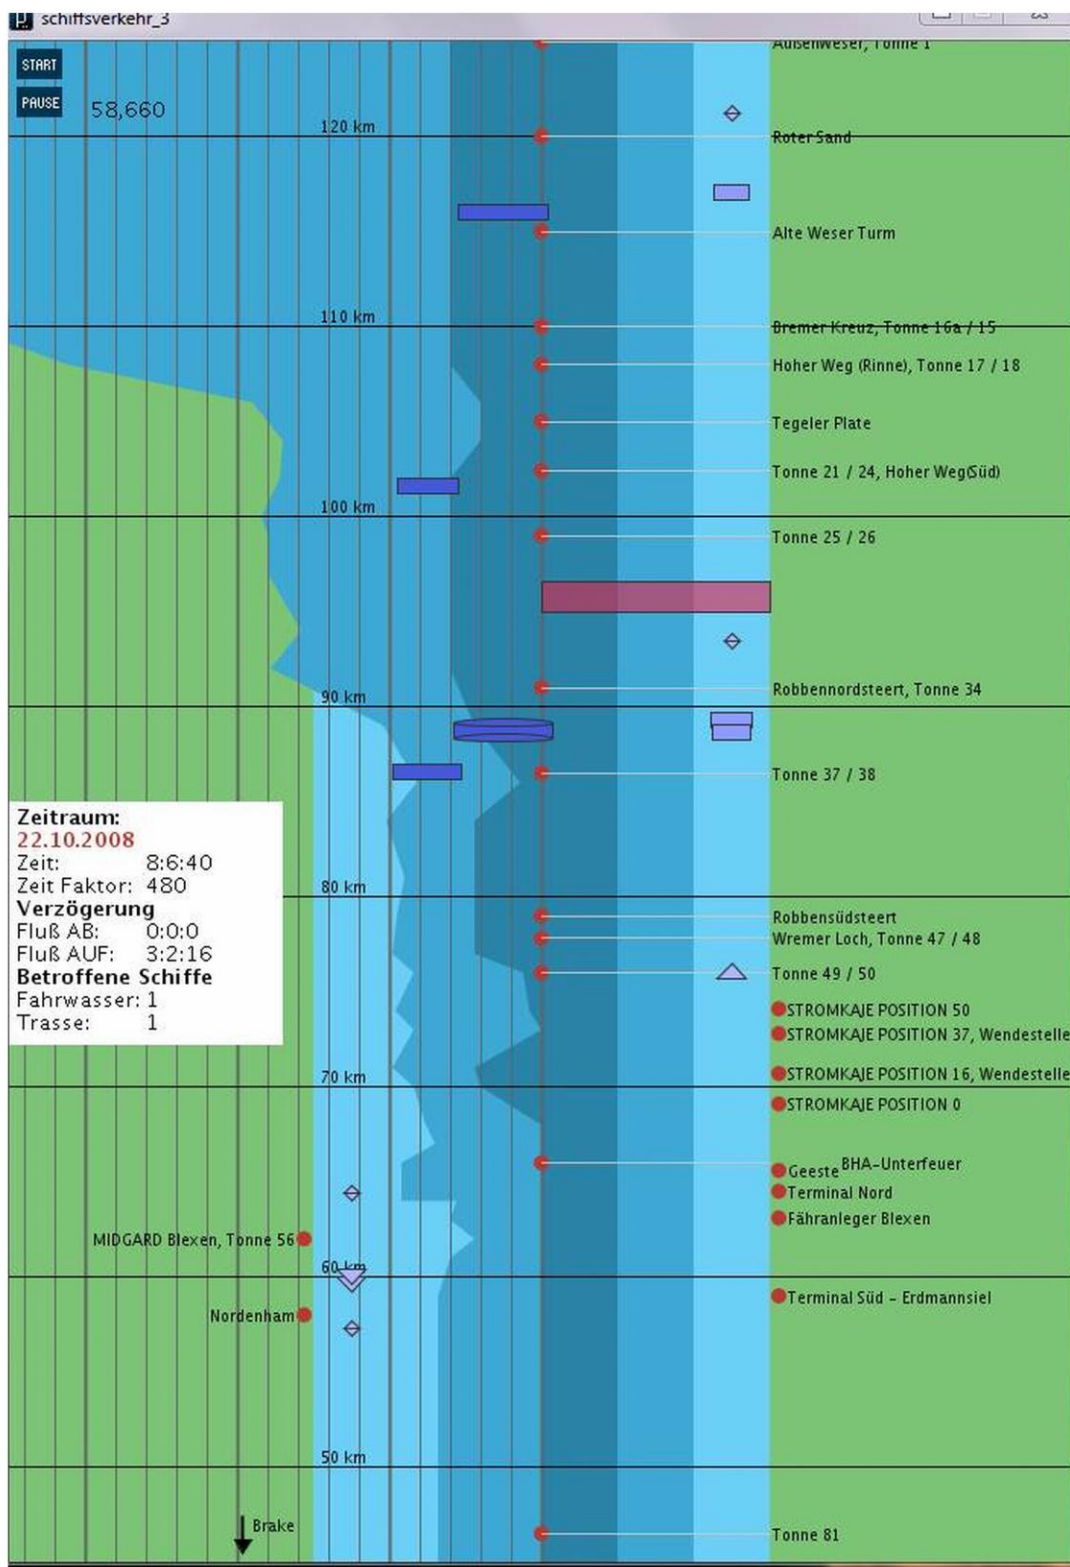 schiffsverkehr_3
Außenweser, Tonne 1
START
PAUSE
58,660
120 km
Roter Sand
Alte Weser Turm
110 km
Bremer Kreuz, Tonne 16a / 15
Hoher Weg (Rinne), Tonne 17 / 18
Tegeler Plate
Tonne 21 / 24, Hoher Weg(Süd)
100 km
Tonne 25 / 26
90 km
Robbennordsteert, Tonne 34
Tonne 37 / 38
Zeitraum:
22.10.2008
Zeit: 8:6:40
Zeit Faktor: 480
Verzögerung
Fluß AB: 0:0:0
Fluß AUF: 3:2:16
Betroffene Schiffe
Fahrwasser: 1
Trasse: 1
80 km
Robbensüdsteert
Wremer Loch, Tonne 47 / 48
Tonne 49 / 50
STROMKAJE POSITION 50
STROMKAJE POSITION 37, Wendestelle
70 km
STROMKAJE POSITION 16, Wendestelle
STROMKAJE POSITION 0
BHA-Unterfeuer
Geeste
Terminal Nord
Fähranleger Blexen
MIDGARD Blexen, Tonne 56
60 km
Terminal Süd - Erdmannsiel
Nordenham
50 km
Brake
Tonne 81